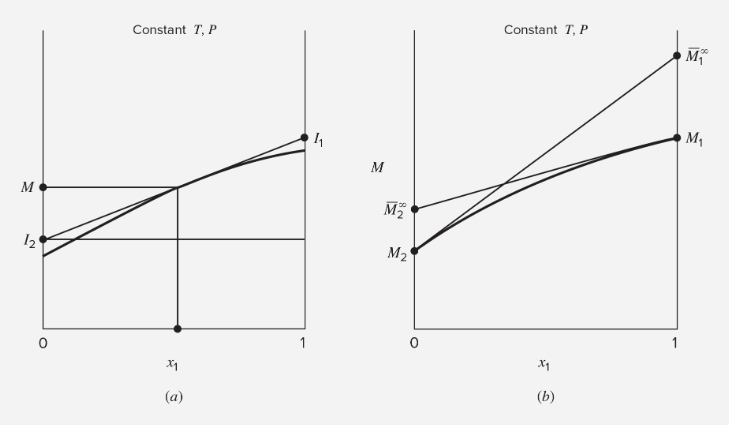 Constant T, P
I₁
M
I₂
0
1
x₁
(a)
Constant T, P
M̅₁∞
M₁
M
M̅₂∞
M₂
0
1
x₁
(b)